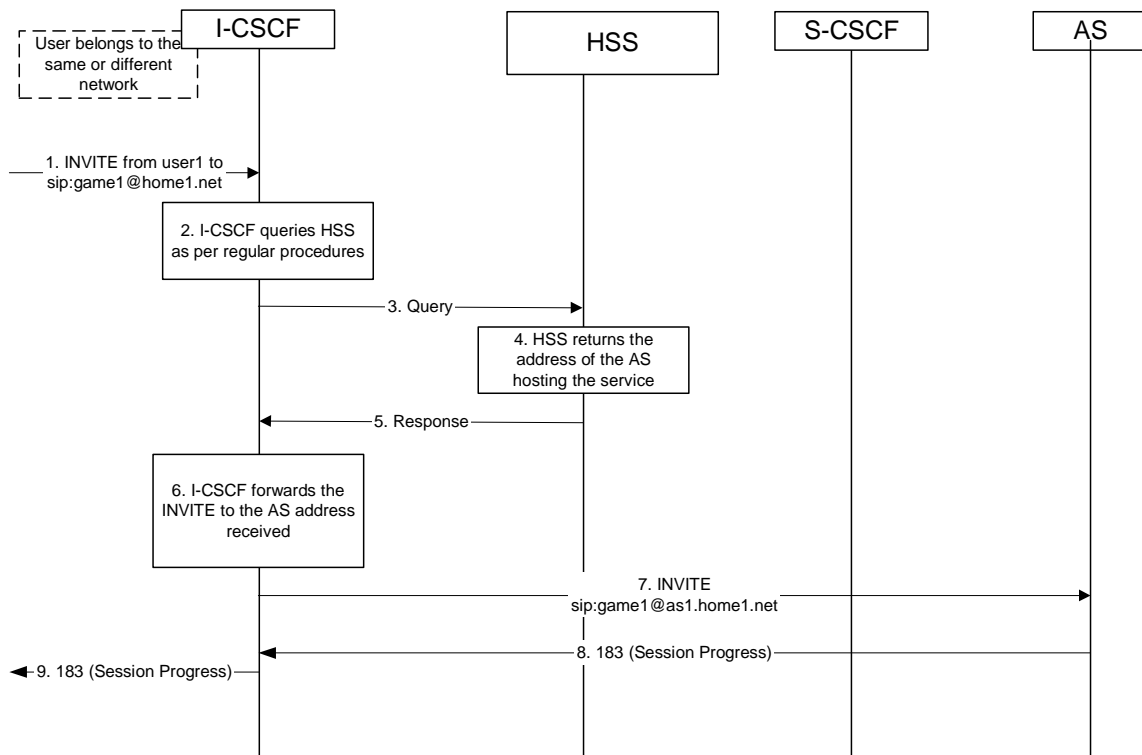 I-CSCF
HSS
S-CSCF
AS
User belongs to the
same or different
network
1. INVITE from user1 to
sip:game1@home1.net
2. I-CSCF queries HSS
as per regular procedures
3. Query
4. HSS returns the
address of the AS
hosting the service
5. Response
6. I-CSCF forwards the
INVITE to the AS address
received
7. INVITE
sip:game1@as1.home1.net
8. 183 (Session Progress)
9. 183 (Session Progress)